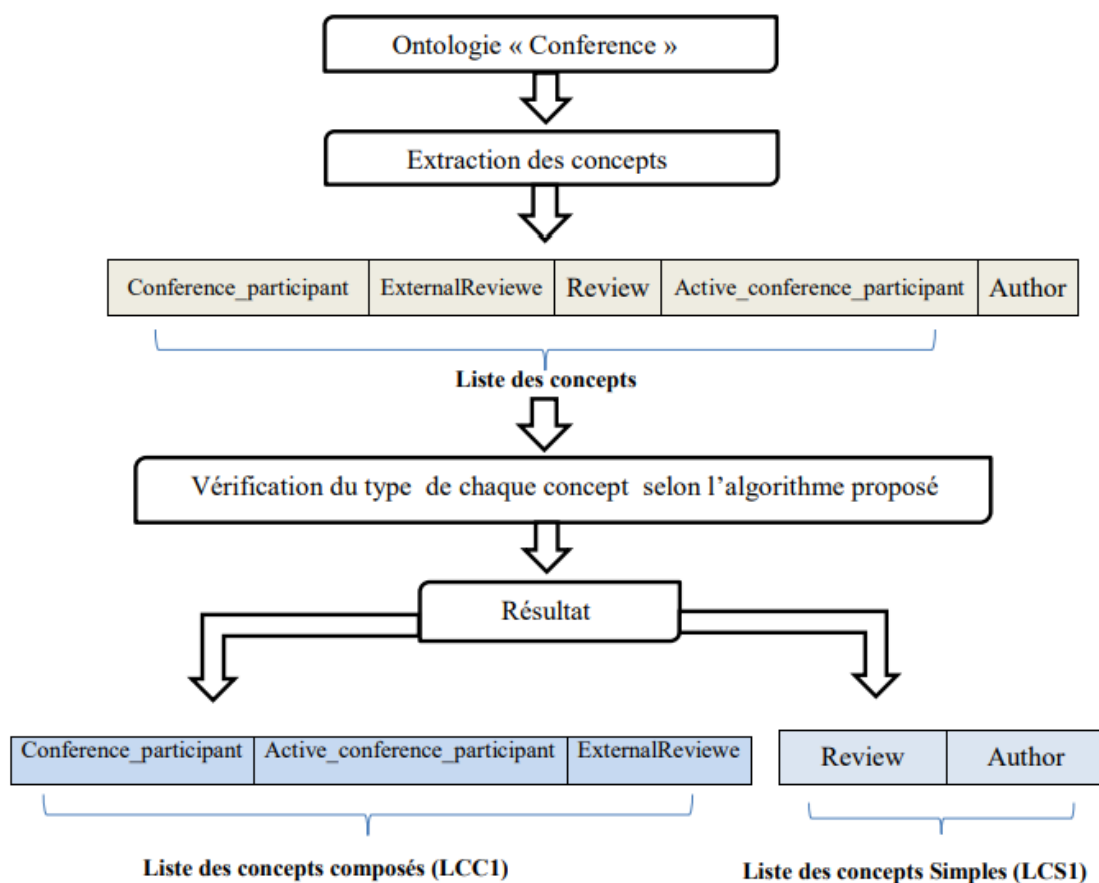 Ontologie « Conference »
Extraction des concepts
Conference_participant ExternalReviewe Review Active_conference_participant Author
Liste des concepts
Vérification du type de chaque concept selon l’algorithme proposé
Résultat
Conference_participant Active_conference_participant ExternalReviewe
Review Author
Liste des concepts composés (LCC1)
Liste des concepts Simples (LCS1)